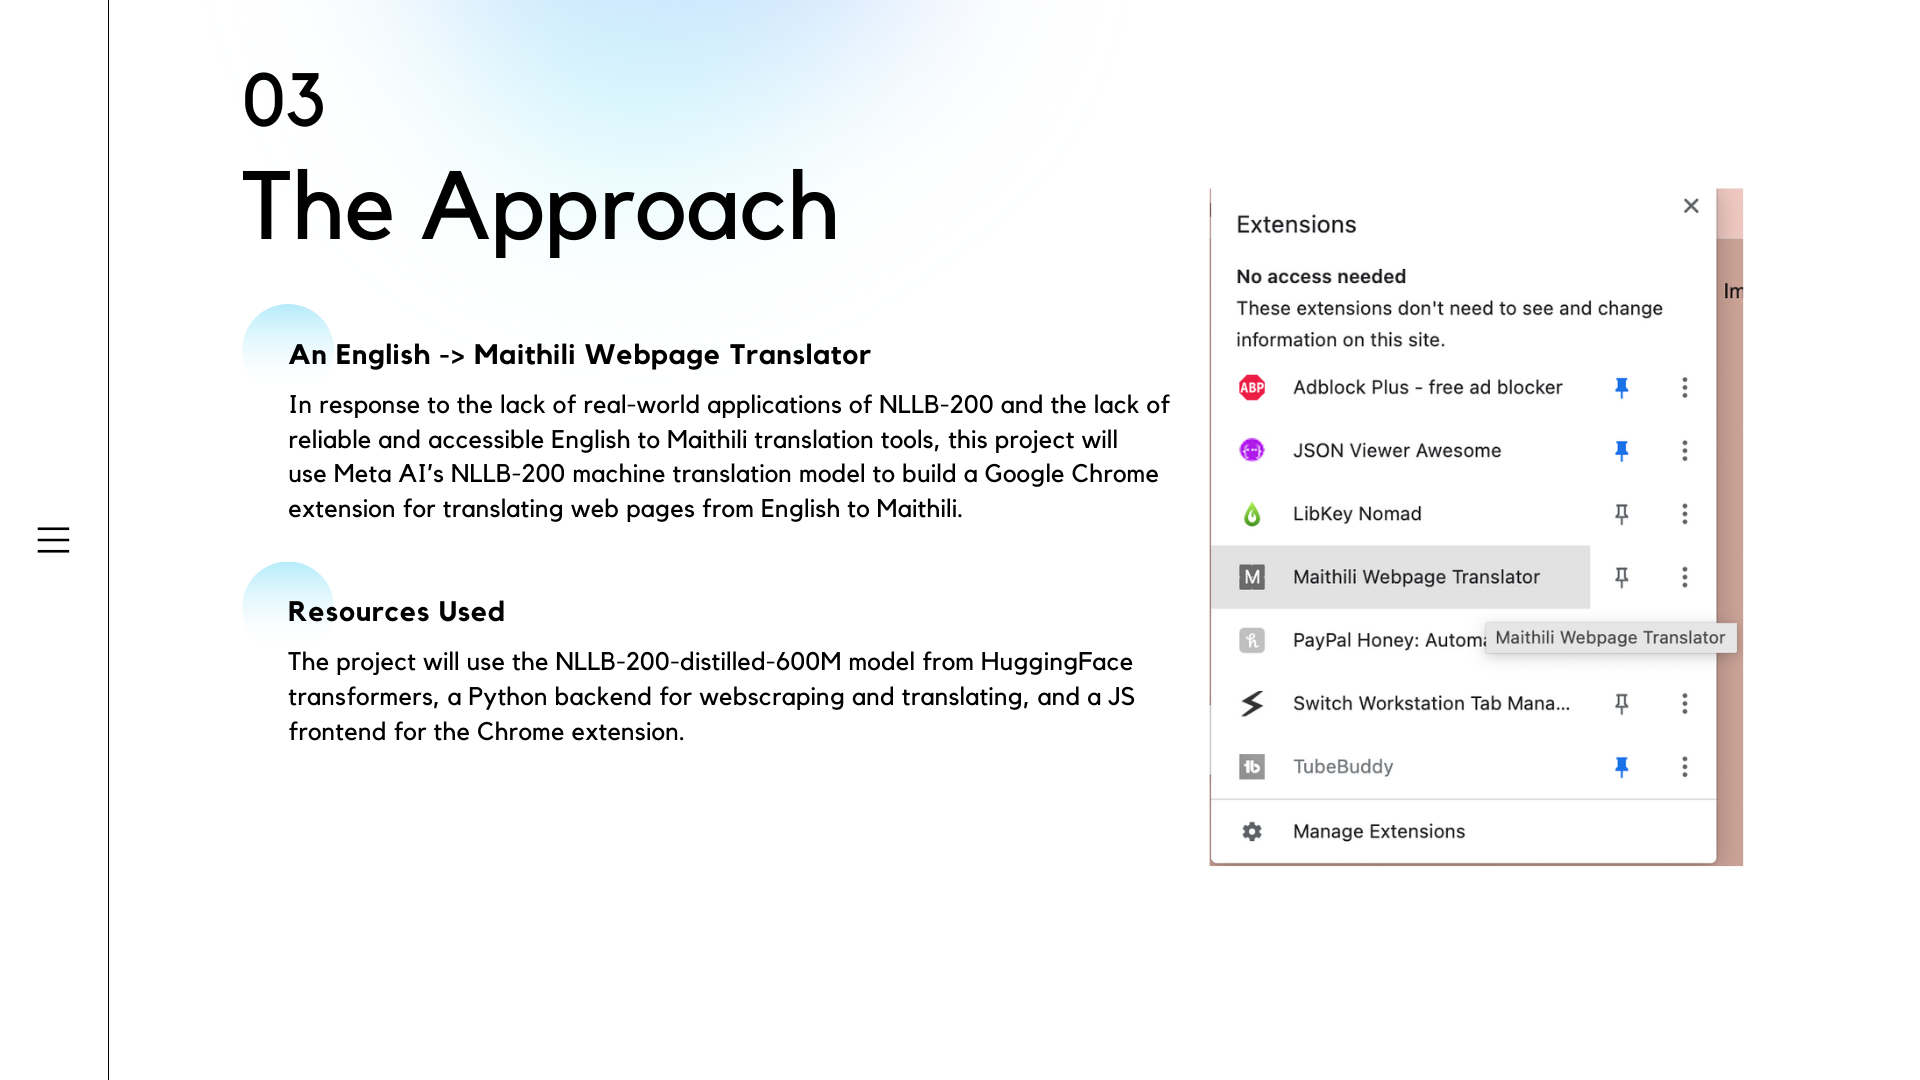 03
The Approach
An English -> Maithili Webpage Translator
In response to the lack of real-world applications of NLLB-200 and the lack of
reliable and accessible English to Maithili translation tools, this project will
use Meta AI’s NLLB-200 machine translation model to build a Google Chrome
extension for translating web pages from English to Maithili.
Resources Used
The project will use the NLLB-200-distilled-600M model from HuggingFace
transformers, a Python backend for webscraping and translating, and a JS
frontend for the Chrome extension.
Extensions
No access needed
These extensions don't need to see and change
information on this site.
ABP
Adblock Plus - free ad blocker
JSON Viewer Awesome
LibKey Nomad
M
Maithili Webpage Translator
h
PayPal Honey: Automa
Maithili Webpage Translator
Switch Workstation Tab Mana...
tb
TubeBuddy
Manage Extensions
Im